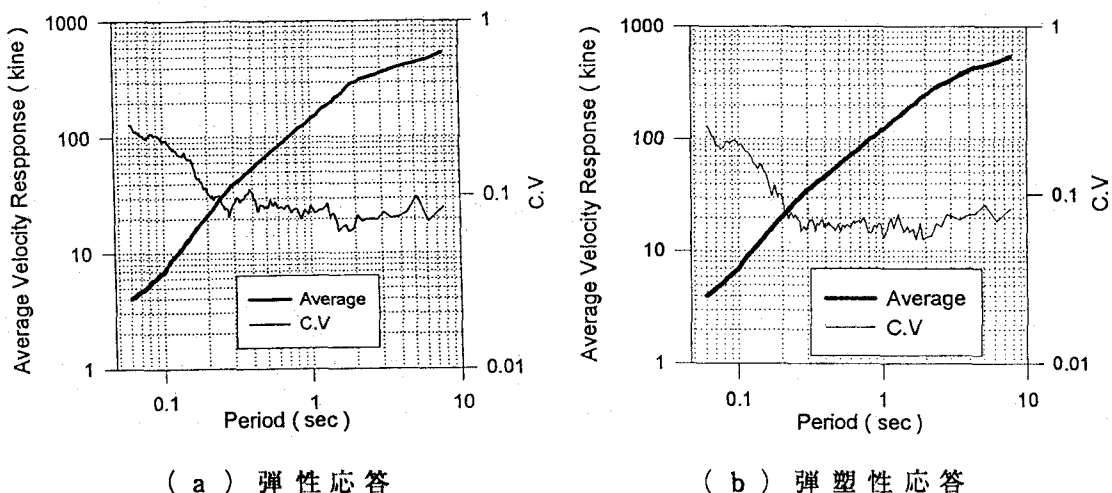 Average Velocity Response ( kine )
1000
100
10
1
1
0.1
0.01
C.V
Average
C.V
0.1
1
10
Period ( sec )
( a ) 弾性応答
Average Velocity Response ( kine )
1000
100
10
1
1
0.1
0.01
C.V
Average
C.V
0.1
1
10
Period ( sec )
( b ) 弾塑性応答